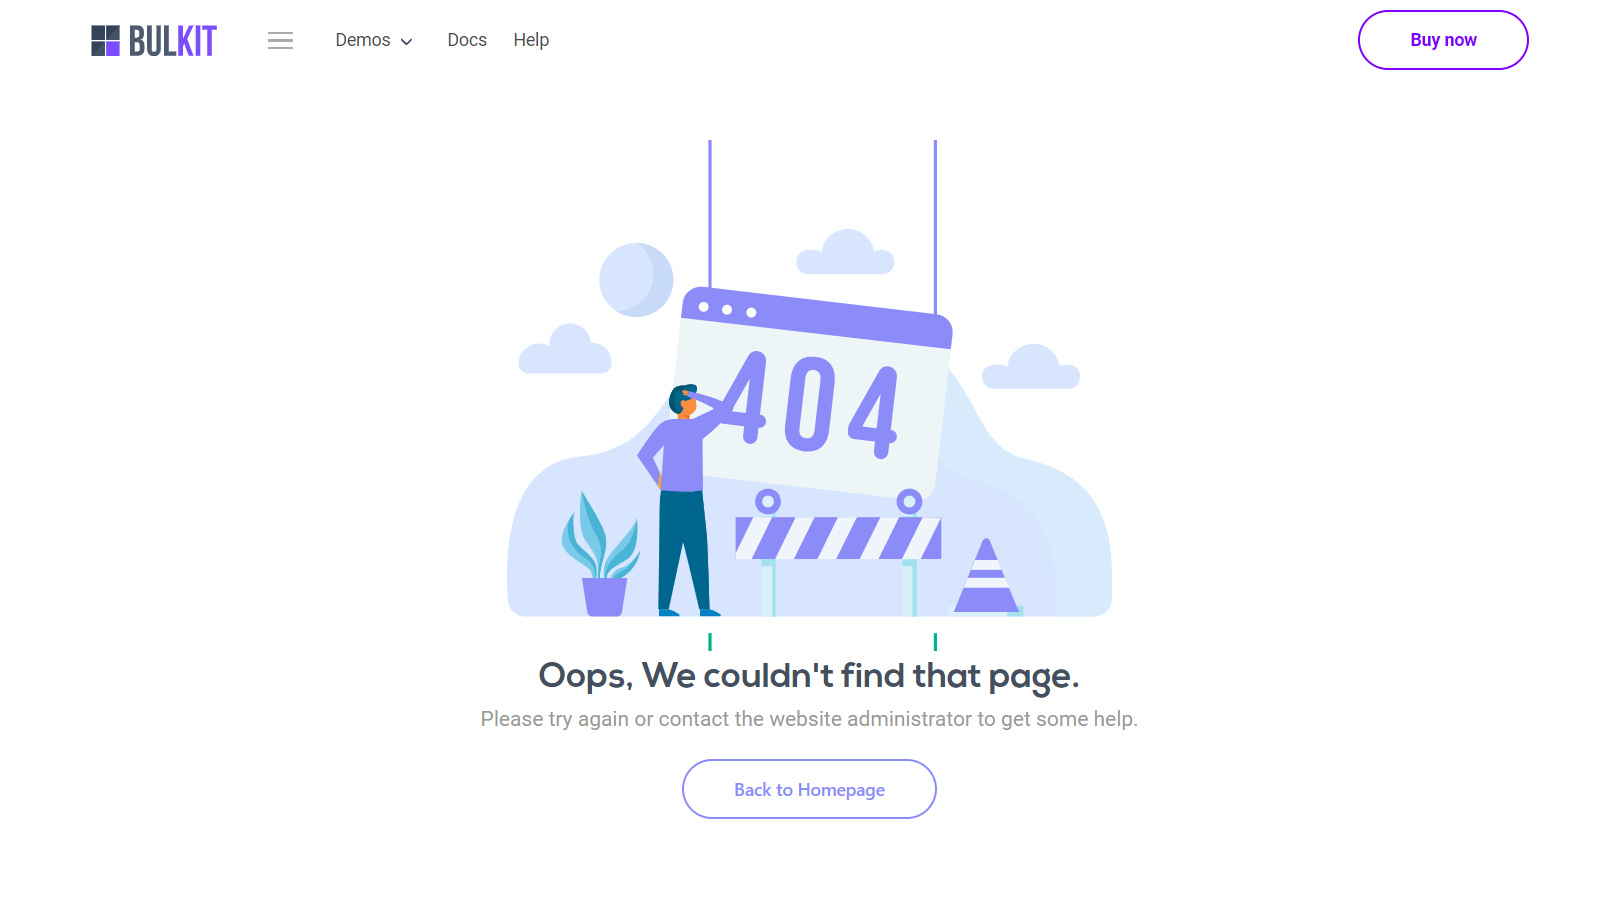 BULKIT
Demos
Docs
Help
Buy now
404
Oops, We couldn't find that page.
Please try again or contact the website administrator to get some help.
Back to Homepage